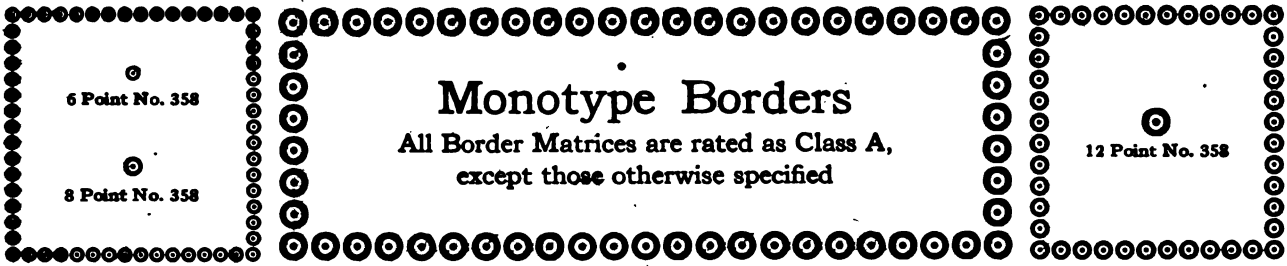 6 Point No. 358
8 Point No. 358
Monotype Borders
All Border Matrices are rated as Class A,
except those otherwise specified
12 Point No. 358